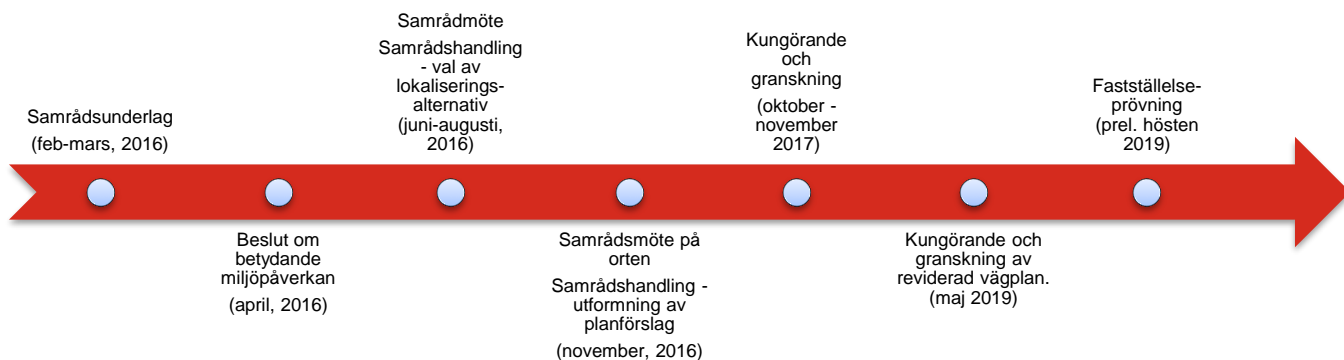 Samrådsunderlag
(feb-mars, 2016)
Beslut om
betydande
miljöpåverkan
(april, 2016)
Samrådmöte
Samrådshandling
- val av
lokaliserings-
alternativ
(juni-augusti,
2016)
Samrådsmöte på
orten
Samrådshandling -
utformning av
planförslag
(november, 2016)
Kungörande
och
granskning
(oktober -
november
2017)
Kungörande och
granskning av
reviderad vägplan.
(maj 2019)
Fastställelse-
prövning
(prel. hösten
2019)